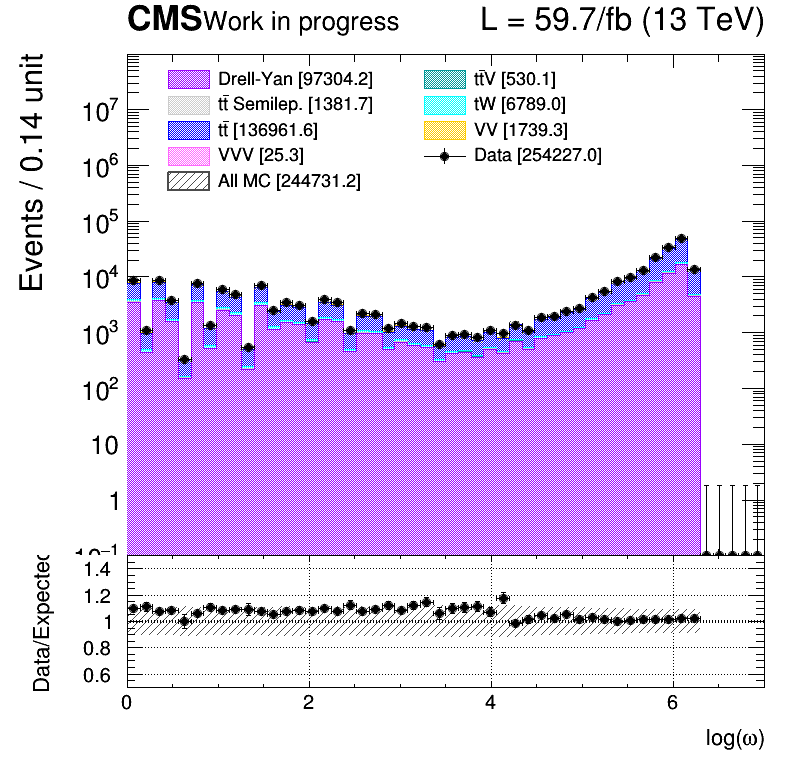 CMS Work in progress L = 59.7/fb (13 TeV)
Events / 0.14 unit
Drell-Yan [97304.2]
tt̄ Semilep. [1381.7]
tt̄ [136961.6]
VVV [25.3]
All MC [244731.2]
tt̄V [530.1]
tW [6789.0]
VV [1739.3]
Data [254227.0]
10⁷
10⁶
10⁵
10⁴
10³
10²
10
1
10⁻¹
Data/Expected
1.4
1.2
1
0.8
0.6
0 2 4 6
log(ω)